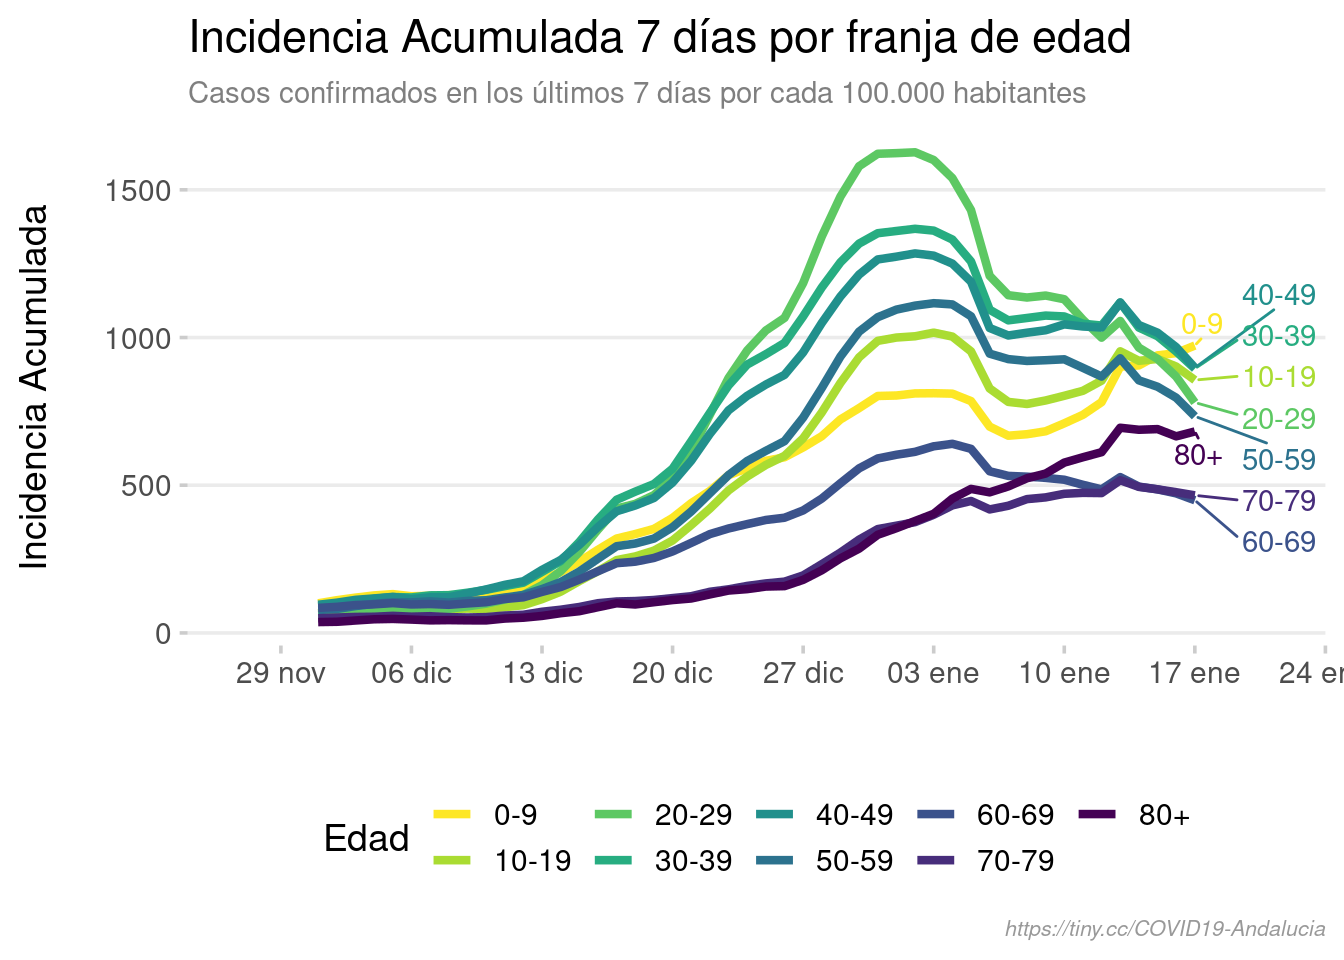 Incidencia Acumulada 7 días por franja de edad
Casos confirmados en los últimos 7 días por cada 100.000 habitantes
Incidencia Acumulada
1500
1000
500
0
40-49
0-9
30-39
10-19
20-29
80+
50-59
70-79
60-69
29 nov 06 dic 13 dic 20 dic 27 dic 03 ene 10 ene 17 ene 24 en
Edad
0-9 20-29 40-49 60-69 80+
10-19 30-39 50-59 70-79
https://tiny.cc/COVID19-Andalucia